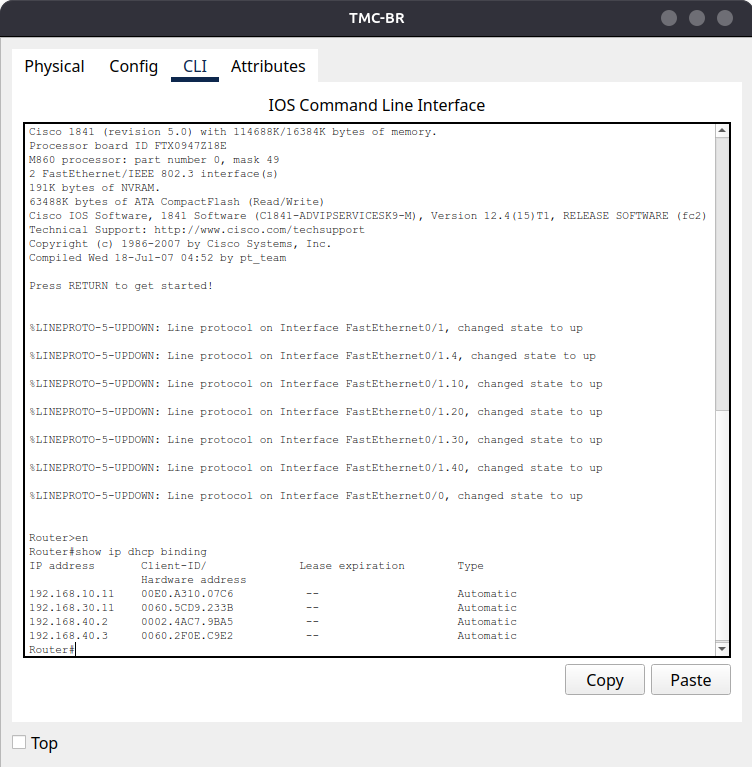 TMC-BR
Physical Config CLI Attributes
IOS Command Line Interface
Cisco 1841 (revision 5.0) with 114688K/16384K bytes of memory.
Processor board ID FTX0947Z18E
M860 processor: part number 0, mask 49
2 FastEthernet/IEEE 802.3 interface(s)
191K bytes of NVRAM.
63488K bytes of ATA CompactFlash (Read/Write)
Cisco IOS Software, 1841 Software (C1841-ADVIPSERVICESK9-M), Version 12.4(15)T1, RELEASE SOFTWARE (fc2)
Technical Support: http://www.cisco.com/techsupport
Copyright (c) 1986-2007 by Cisco Systems, Inc.
Compiled Wed 18-Jul-07 04:52 by pt_team
Press RETURN to get started!
%LINEPROTO-5-UPDOWN: Line protocol on Interface FastEthernet0/1, changed state to up
%LINEPROTO-5-UPDOWN: Line protocol on Interface FastEthernet0/1.4, changed state to up
%LINEPROTO-5-UPDOWN: Line protocol on Interface FastEthernet0/1.10, changed state to up
%LINEPROTO-5-UPDOWN: Line protocol on Interface FastEthernet0/1.20, changed state to up
%LINEPROTO-5-UPDOWN: Line protocol on Interface FastEthernet0/1.30, changed state to up
%LINEPROTO-5-UPDOWN: Line protocol on Interface FastEthernet0/1.40, changed state to up
%LINEPROTO-5-UPDOWN: Line protocol on Interface FastEthernet0/0, changed state to up
Router>en
Router#show ip dhcp binding
IP address Client-ID/ Lease expiration Type
Hardware address
192.168.10.11 00E0.A310.07C6 -- Automatic
192.168.30.11 0060.5CD9.233B -- Automatic
192.168.40.2 0002.4AC7.9BA5 -- Automatic
192.168.40.3 0060.2F0E.C9E2 -- Automatic
Router#
Copy Paste
Top